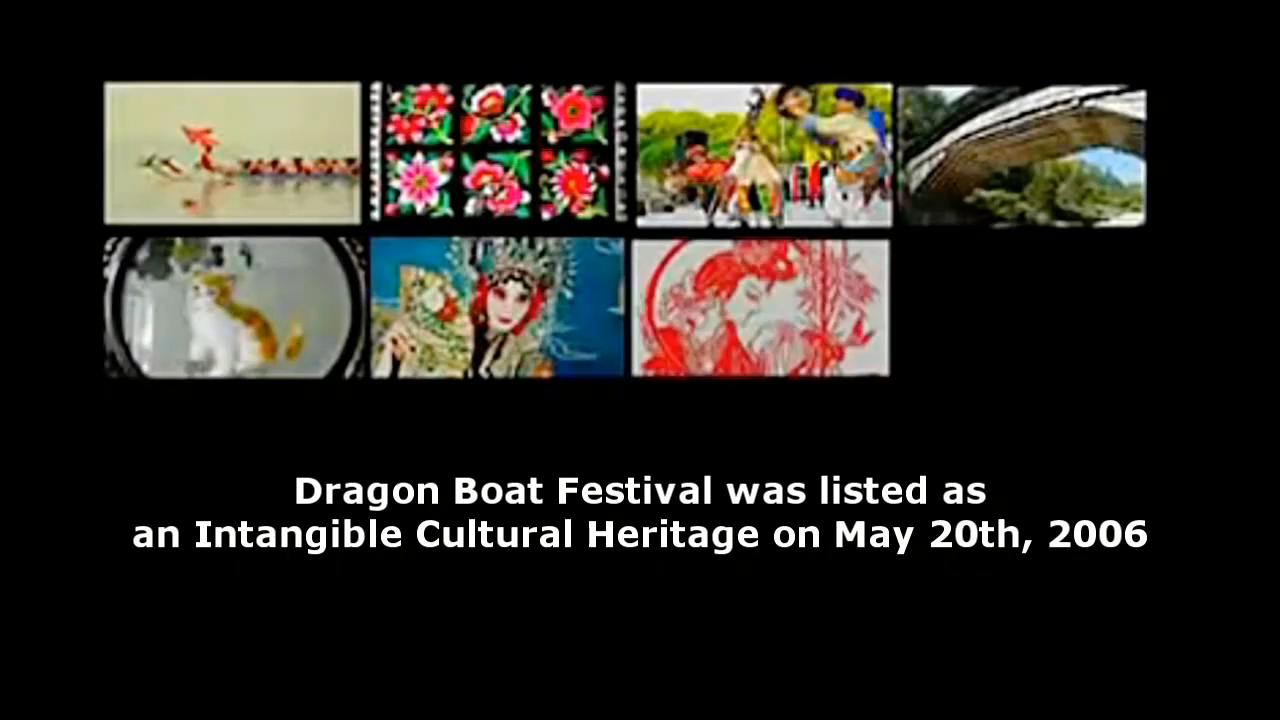 Dragon Boat Festival was listed as
an Intangible Cultural Heritage on May 20th, 2006